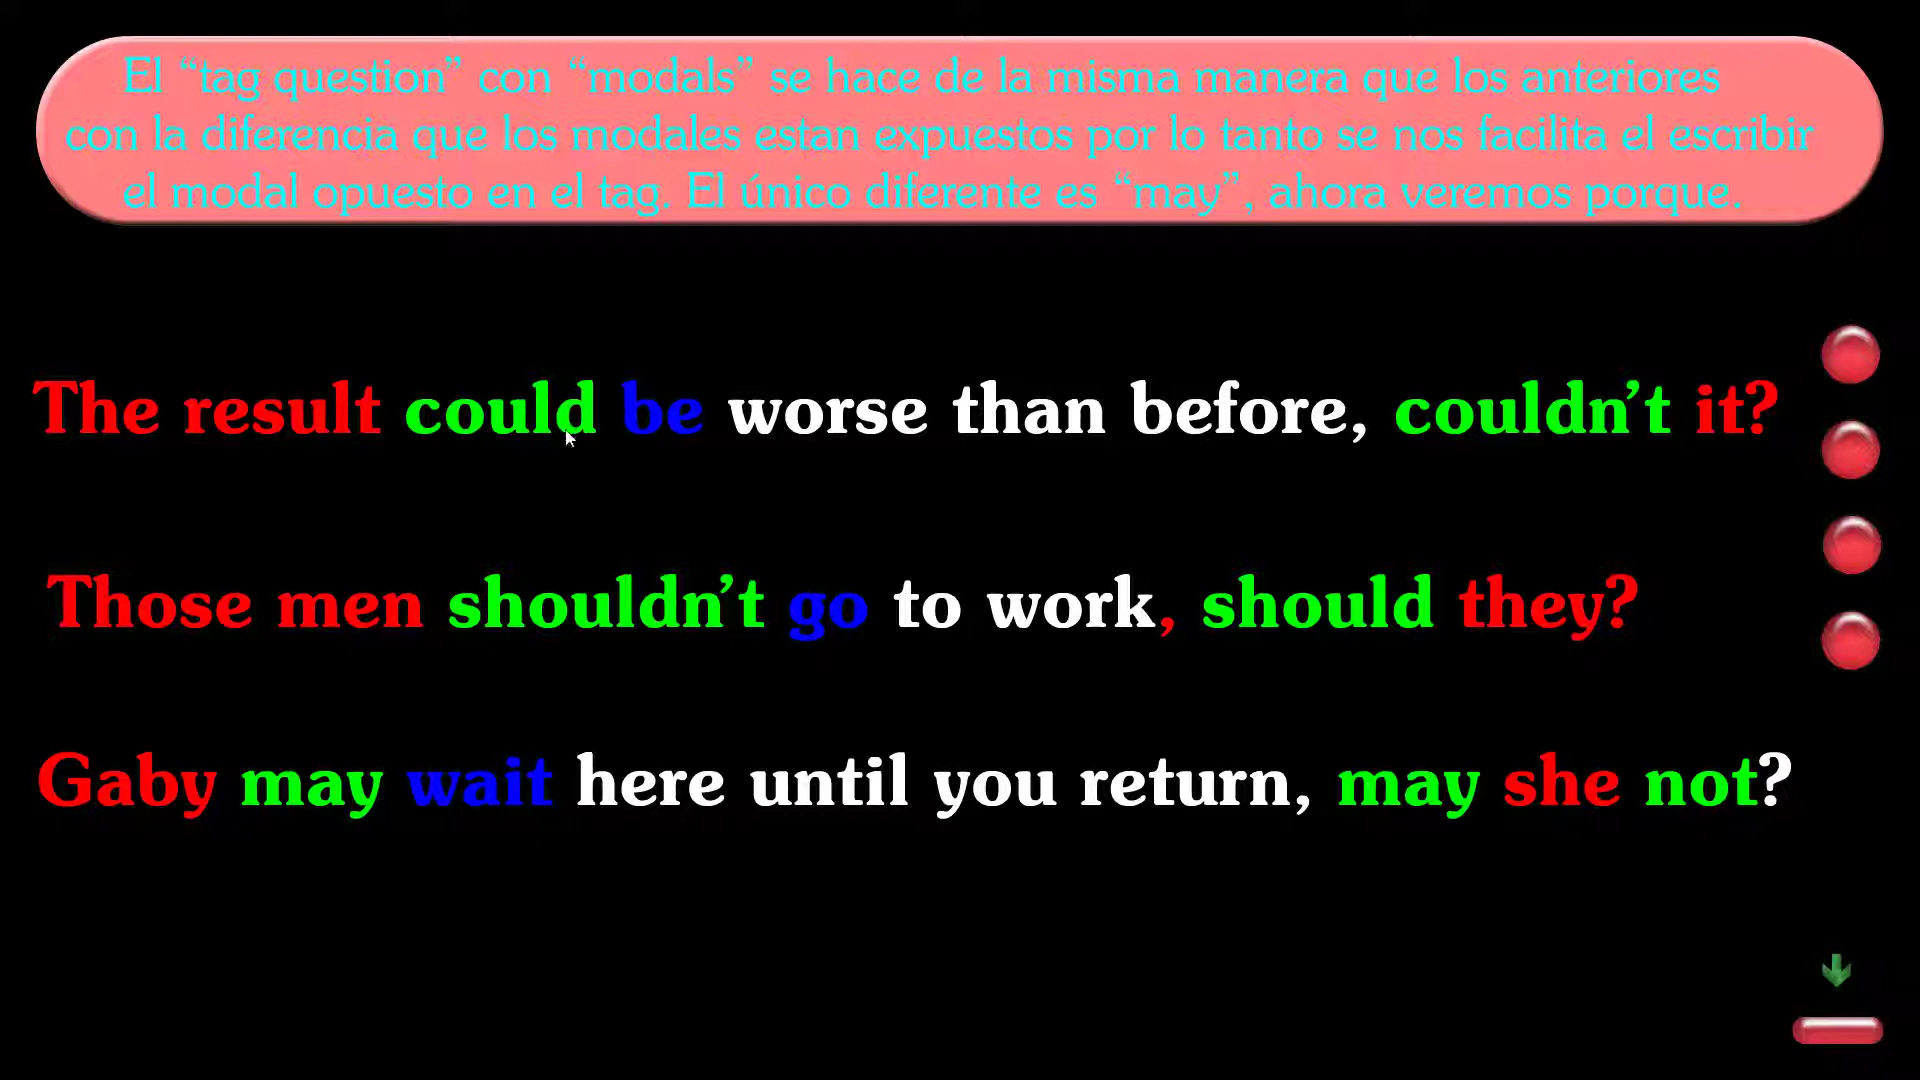 El “tag question” con “modals” se hace de la misma manera que los anteriores
con la diferencia que los modales estan expuestos por lo tanto se nos facilita el escribir
el modal opuesto en el tag. El único diferente es “may”, ahora veremos porque.
The result could be worse than before, couldn’t it?
Those men shouldn’t go to work, should they?
Gaby may wait here until you return, may she not?